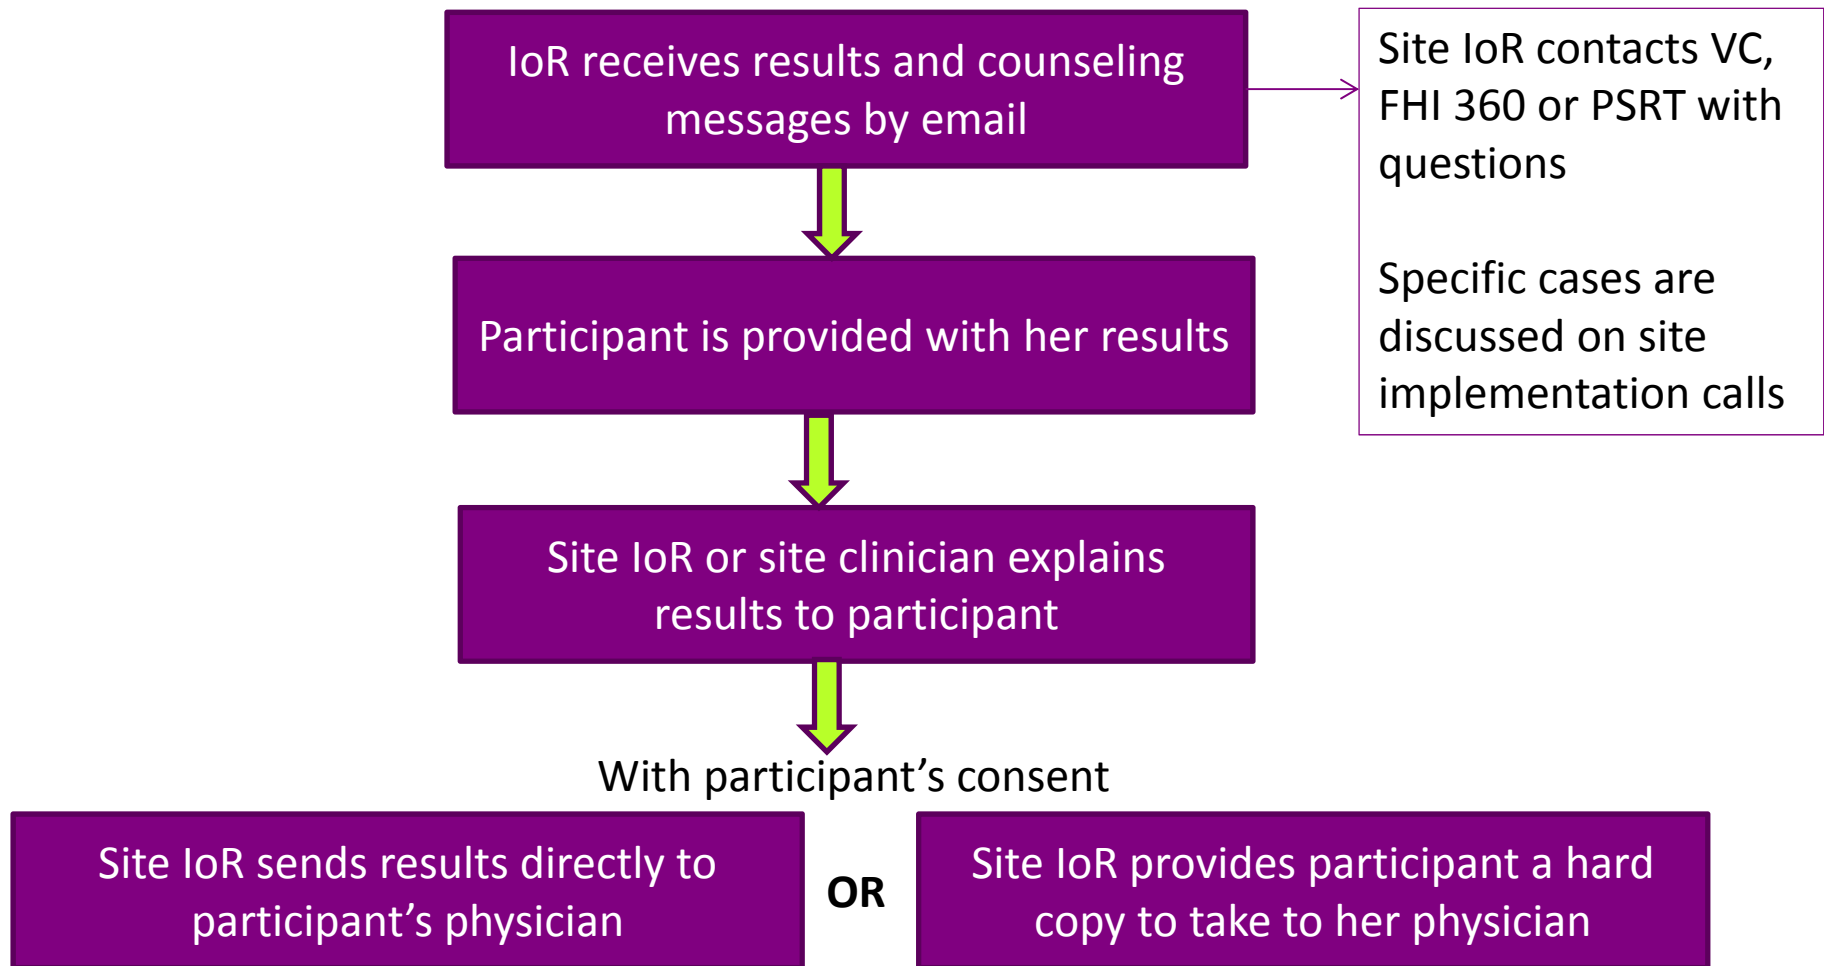 IoR receives results and counseling
messages by email
Site IoR contacts VC,
FHI 360 or PSRT with
questions
Specific cases are
discussed on site
implementation calls
Participant is provided with her results
Site IoR or site clinician explains
results to participant
With participant’s consent
Site IoR sends results directly to
participant’s physician
OR
Site IoR provides participant a hard
copy to take to her physician